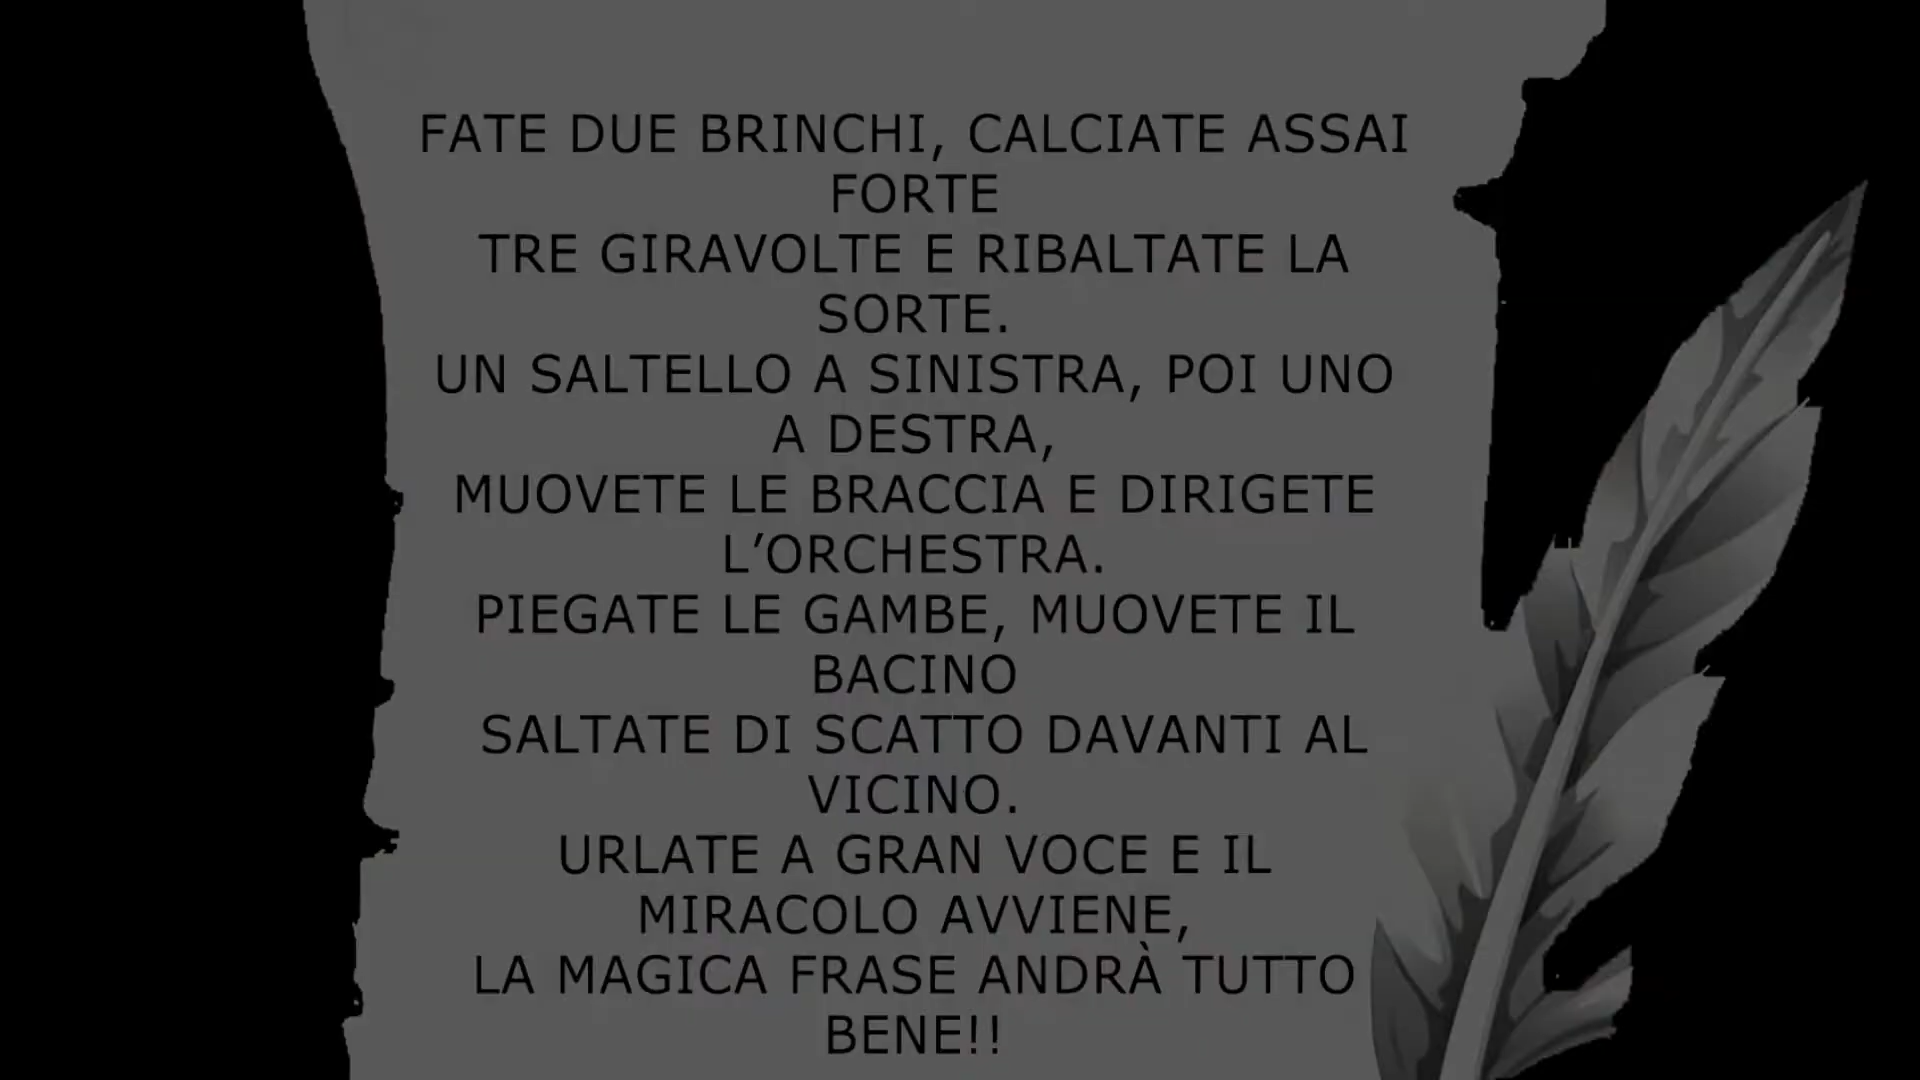 FATE DUE BRINCHI, CALCIATE ASSAI
FORTE
TRE GIRAVOLTE E RIBALTATE LA
SORTE.
UN SALTELLO A SINISTRA, POI UNO
A DESTRA,
MUOVETE LE BRACCIA E DIRIGETE
L’ORCHESTRA.
PIEGATE LE GAMBE, MUOVETE IL
BACINO
SALTATE DI SCATTO DAVANTI AL
VICINO.
URLATE A GRAN VOCE E IL
MIRACOLO AVVIENE,
LA MAGICA FRASE ANDRÀ TUTTO
BENE!!